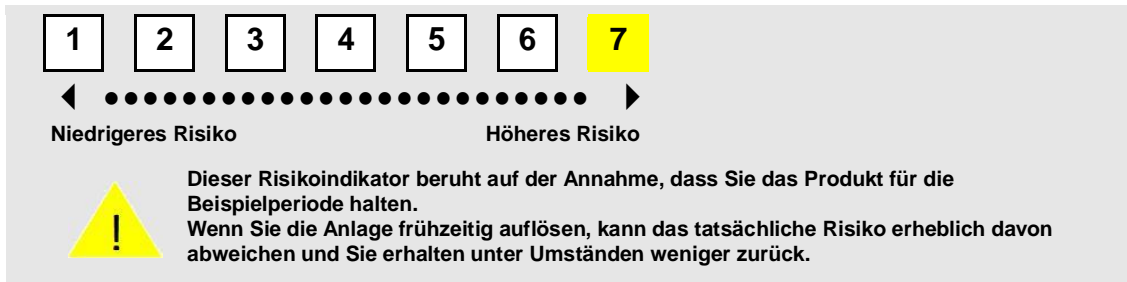 1 2 3 4 5 6 7
Niedrigeres Risiko Höheres Risiko
Dieser Risikoindikator beruht auf der Annahme, dass Sie das Produkt für die
Beispielperiode halten.
Wenn Sie die Anlage frühzeitig auflösen, kann das tatsächliche Risiko erheblich davon
abweichen und Sie erhalten unter Umständen weniger zurück.
!